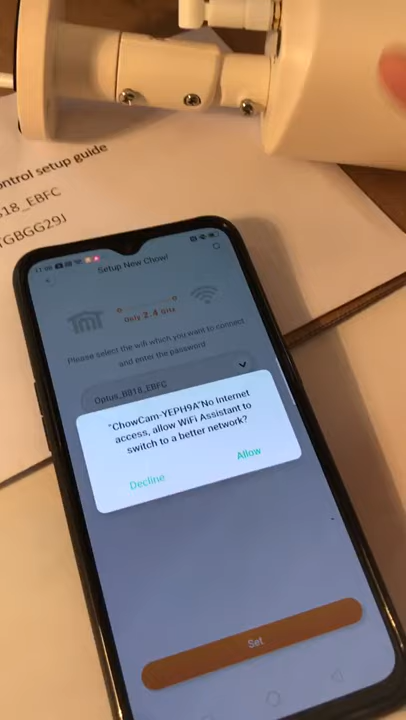 ontrol setup guide
318_EBFC
TGBGG29J
Setup New Chowl
Only 2.4 GHz
Please select the wifi which you want to connect
and enter the password
Optus_B818_EBFC
"ChowCam-YEPH9A"No Internet
access, allow WiFi Assistant to
switch to a better network?
Decline
Allow
Set